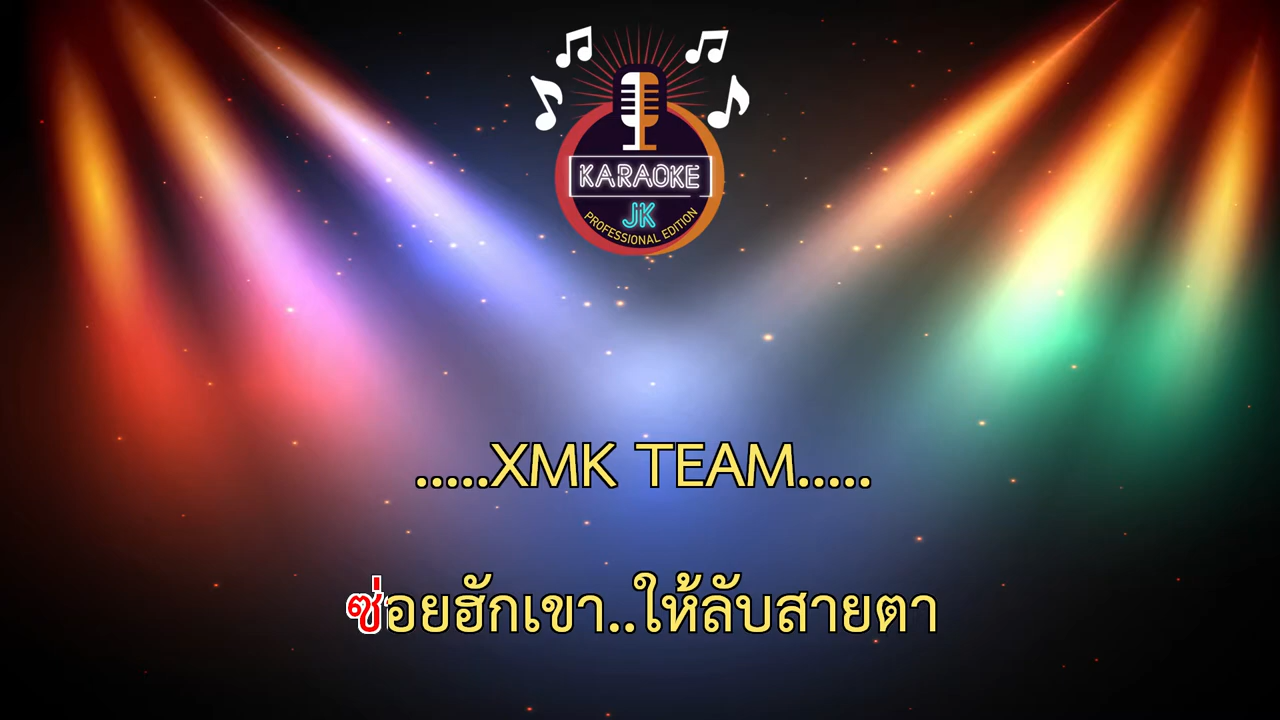 KARAOKE
JK
PROFESSIONAL EDITION
.....XMK TEAM.....
ซ่อยฮักเขา..ให้ลับสายตา